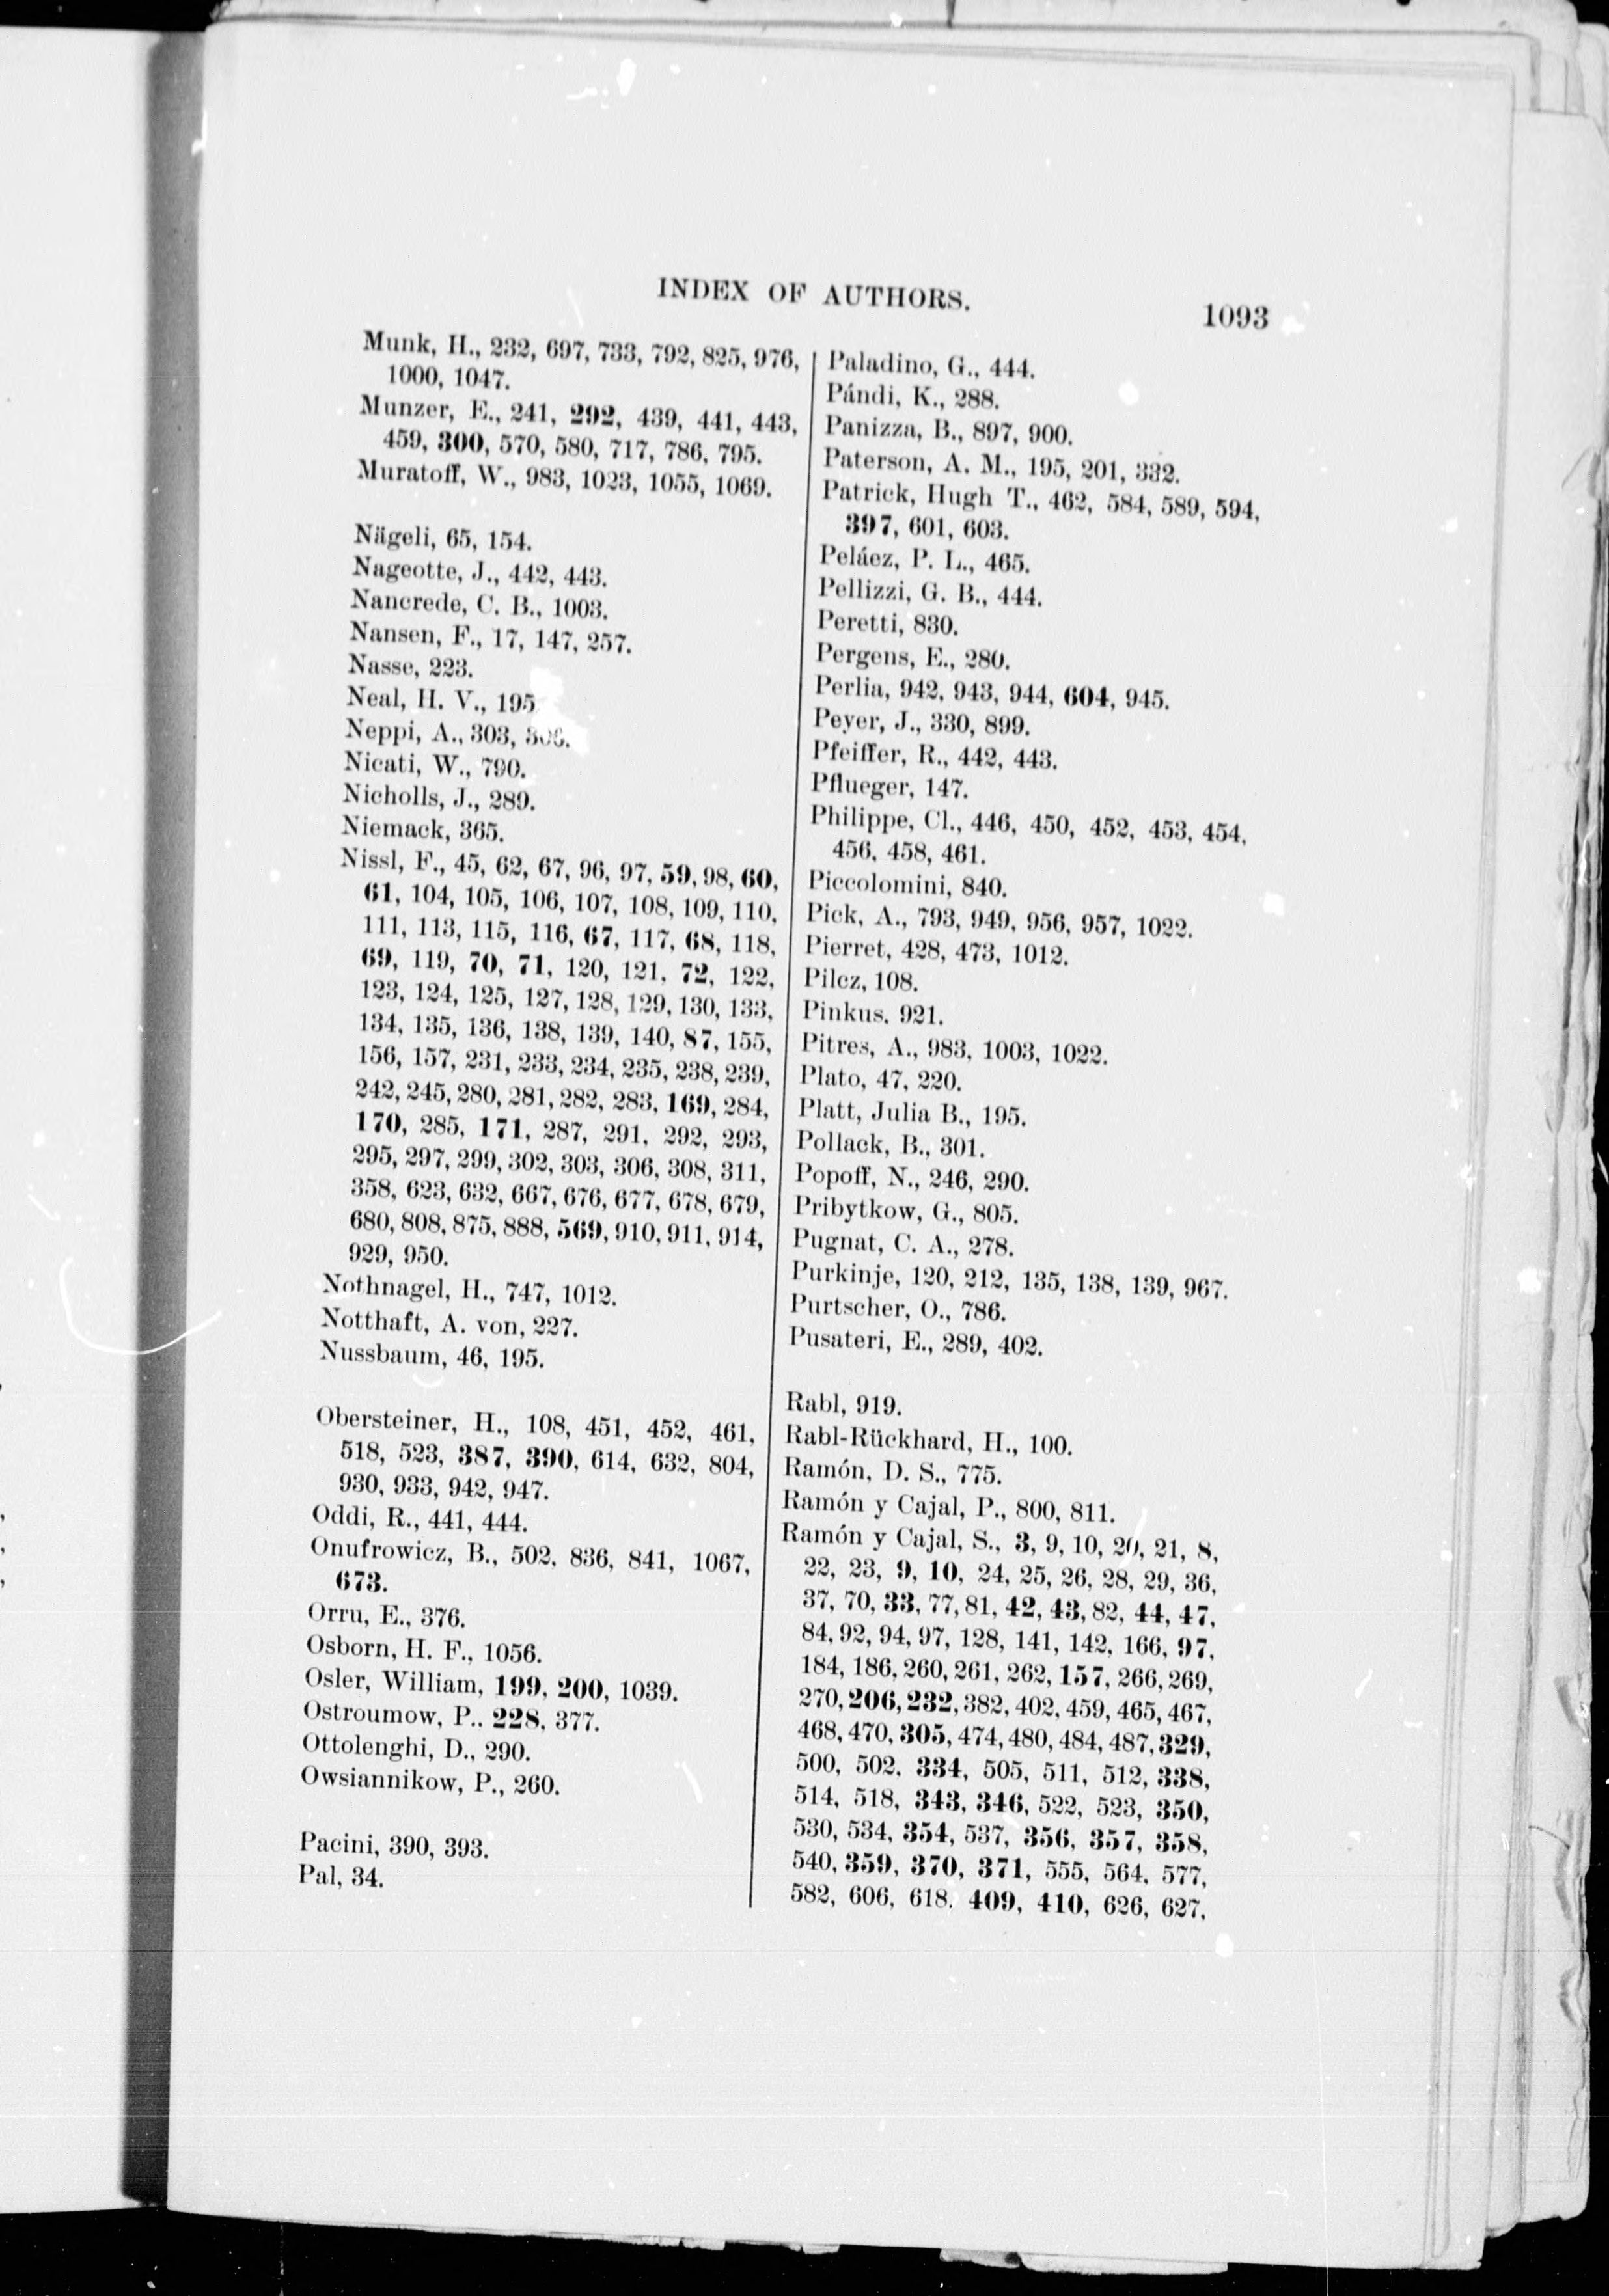 INDEX OF AUTHORS.
1093
Munk, H., 232, 697, 733, 792, 825, 976,
1000, 1047.
Munzer, E., 241, 292, 439, 441, 443,
459, 300, 570, 580, 717, 786, 795.
Muratoff, W., 983, 1023, 1055, 1069.
Nägeli, 65, 154.
Nageotte, J., 442, 443.
Nancrede, C. B., 1003.
Nansen, F., 17, 147, 257.
Nasse, 223.
Neal, H. V., 195
Neppi, A., 303,
Nicati, W., 790.
Nicholls, J., 289.
Niemack, 365.
Nissl, F., 45, 62, 67, 96, 97, 59, 98, 60,
61, 104, 105, 106, 107, 108, 109, 110,
111, 113, 115, 116, 67, 117, 68, 118,
69, 119, 70, 71, 120, 121, 72, 122,
123, 124, 125, 127, 128, 129, 130, 133,
134, 135, 136, 138, 139, 140, 87, 155,
156, 157, 231, 233, 234, 235, 238, 239,
242, 245, 280, 281, 282, 283, 169, 284,
170, 285, 171, 287, 291, 292, 293,
295, 297, 299, 302, 303, 306, 308, 311,
358, 623, 632, 667, 676, 677, 678, 679,
680, 808, 875, 888, 569, 910, 911, 914,
929, 950.
Nothnagel, H., 747, 1012.
Notthaft, A. von, 227.
Nussbaum, 46, 195.
Obersteiner, H., 108, 451, 452, 461,
518, 523, 387, 390, 614, 632, 804,
930, 933, 942, 947.
Oddi, R., 441, 444.
Onufrowicz, B., 502, 836, 841, 1067,
673.
Orru, E., 376.
Osborn, H. F., 1056.
Osler, William, 199, 200, 1039.
Ostroumow, P.. 228, 377.
Ottolenghi, D., 290.
Owsiannikow, P., 260.
Pacini, 390, 393.
Pal, 34.
Paladino, G., 444.
Pándi, K., 288.
Panizza, B., 897, 900.
Paterson, A. M., 195, 201, 332.
Patrick, Hugh T., 462, 584, 589, 594,
397, 601, 603.
Peláez, P. L., 465.
Pellizzi, G. B., 444.
Peretti, 830.
Pergens, E., 280.
Perlia, 942, 943, 944, 604, 945.
Peyer, J., 330, 899.
Pfeiffer, R., 442, 443.
Pflueger, 147.
Philippe, Cl., 446, 450, 452, 453, 454,
456, 458, 461.
Piccolomini, 840.
Pick, A., 793, 949, 956, 957, 1022.
Pierret, 428, 473, 1012.
Pilcz, 108.
Pinkus. 921.
Pitres, A., 983, 1003, 1022.
Plato, 47, 220.
Platt, Julia B., 195.
Pollack, B., 301.
Popoff, N., 246, 290.
Pribytkow, G., 805.
Pugnat, C. A., 278.
Purkinje, 120, 212, 135, 138, 139, 967.
Purtscher, O., 786.
Pusateri, E., 289, 402.
Rabl, 919.
Rabl-Rückhard, H., 100.
Ramón, D. S., 775.
Ramón y Cajal, P., 800, 811.
Ramón y Cajal, S., 3, 9, 10, 20, 21, 8,
22, 23, 9, 10, 24, 25, 26, 28, 29, 36,
37, 70, 33, 77, 81, 42, 43, 82, 44, 47,
84, 92, 94, 97, 128, 141, 142, 166, 97,
184, 186, 260, 261, 262, 157, 266, 269,
270, 206, 232, 382, 402, 459, 465, 467,
468, 470, 305, 474, 480, 484, 487, 329,
500, 502, 334, 505, 511, 512, 338,
514, 518, 343, 346, 522, 523, 350,
530, 534, 354, 537, 356, 357, 358,
540, 359, 370, 371, 555, 564. 577,
582, 606, 618. 409, 410, 626, 627,